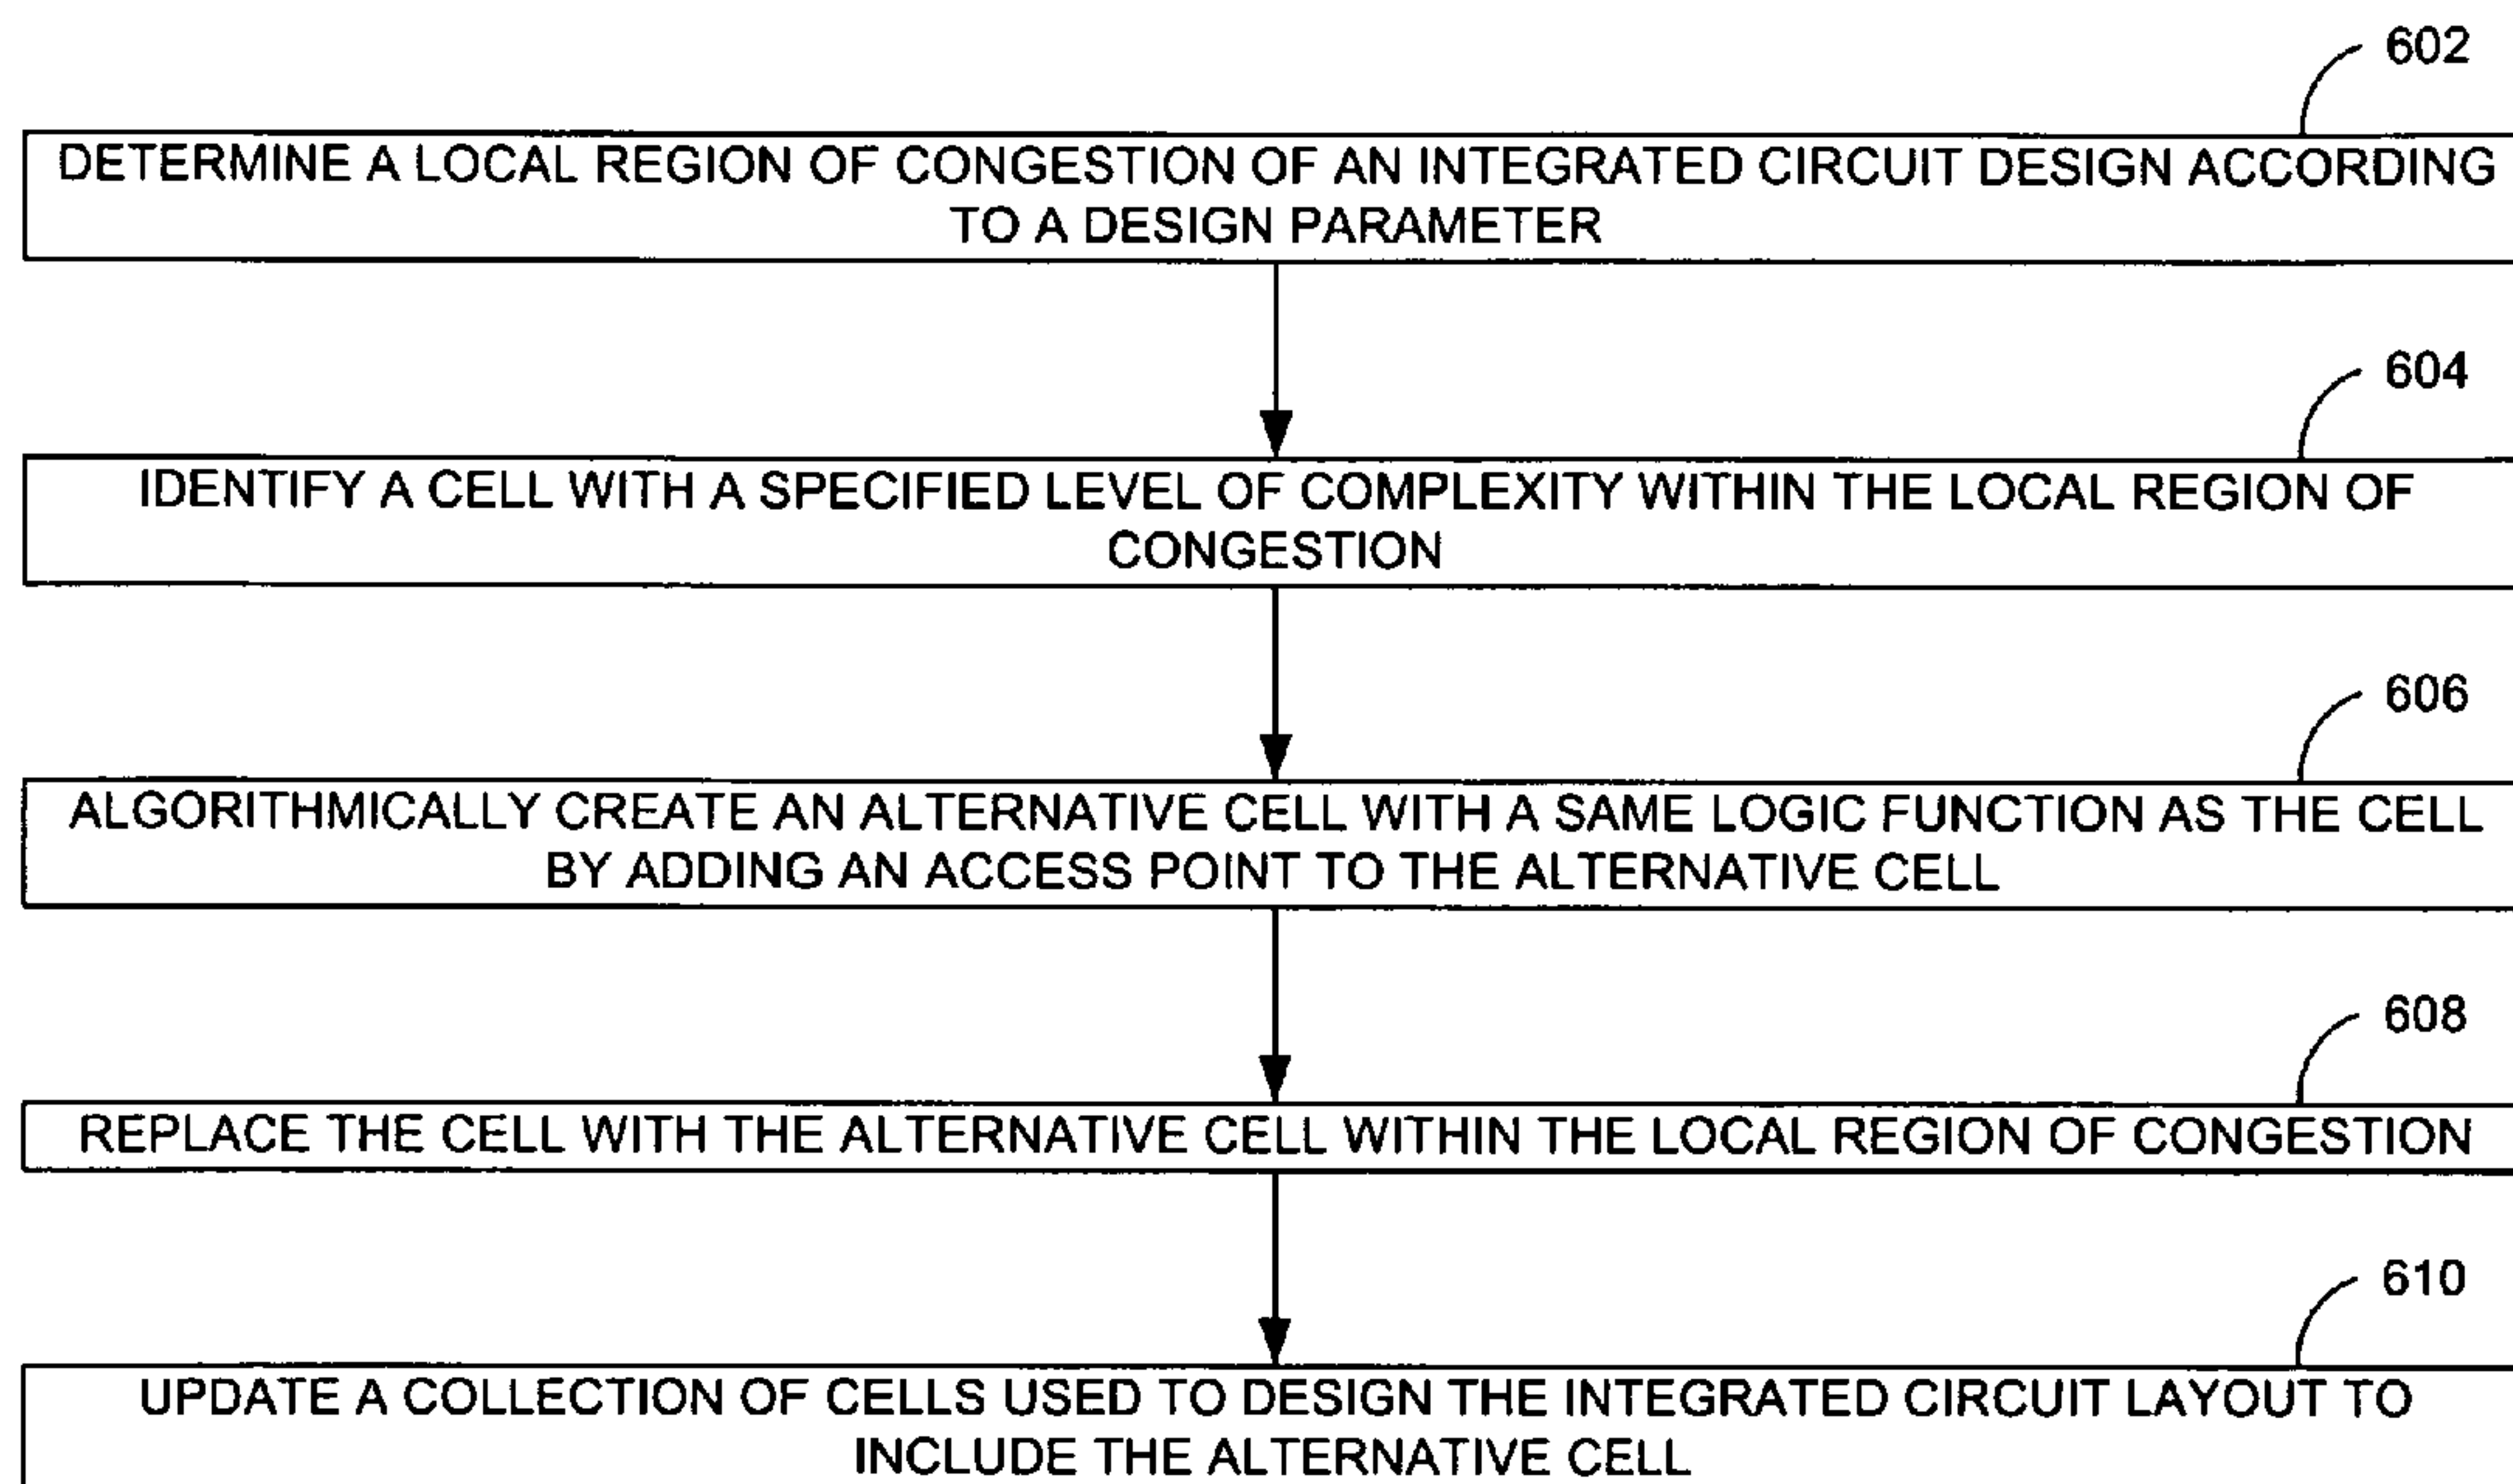 602
DETERMINE A LOCAL REGION OF CONGESTION OF AN INTEGRATED CIRCUIT DESIGN ACCORDING
TO A DESIGN PARAMETER
604
IDENTIFY A CELL WITH A SPECIFIED LEVEL OF COMPLEXITY WITHIN THE LOCAL REGION OF
CONGESTION
606
ALGORITHMICALLY CREATE AN ALTERNATIVE CELL WITH A SAME LOGIC FUNCTION AS THE CELL
BY ADDING AN ACCESS POINT TO THE ALTERNATIVE CELL
608
REPLACE THE CELL WITH THE ALTERNATIVE CELL WITHIN THE LOCAL REGION OF CONGESTION
610
UPDATE A COLLECTION OF CELLS USED TO DESIGN THE INTEGRATED CIRCUIT LAYOUT TO
INCLUDE THE ALTERNATIVE CELL